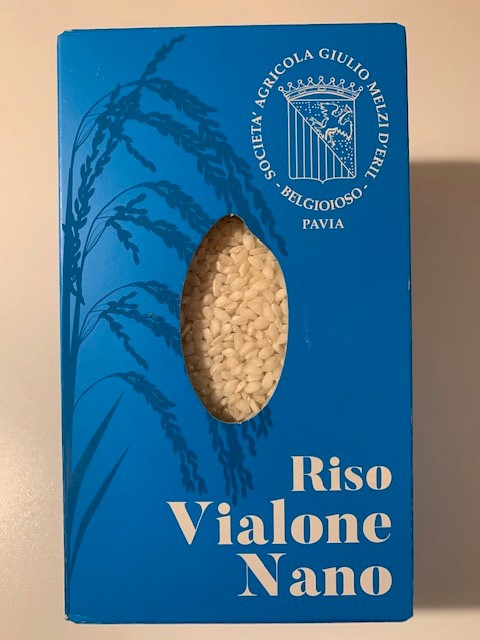 SOCIETA' AGRICOLA GIULIO MELZI D'ERIL
- BELGIOIOSO -
PAVIA
Riso
Vialone
Nano